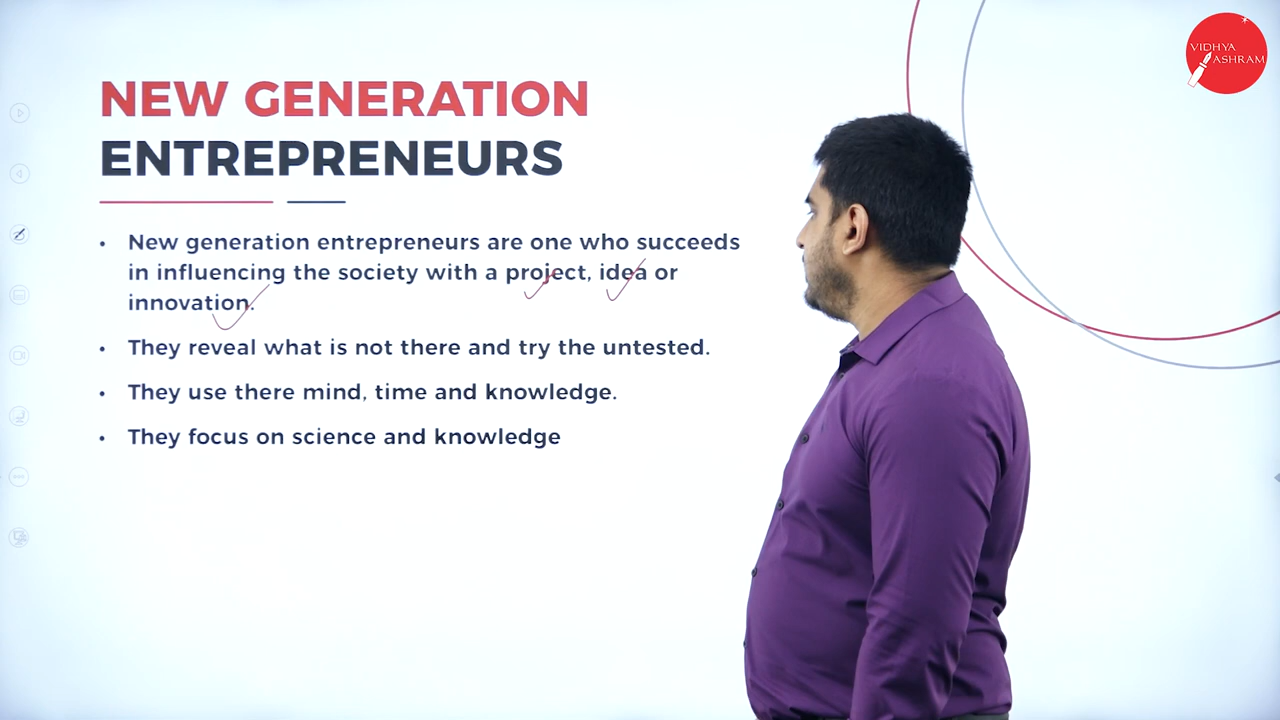 VIDHYA
ASHRAM
NEW GENERATION
ENTREPRENEURS
• New generation entrepreneurs are one who succeeds
in influencing the society with a project, idea or
innovation.
• They reveal what is not there and try the untested.
• They use there mind, time and knowledge.
• They focus on science and knowledge